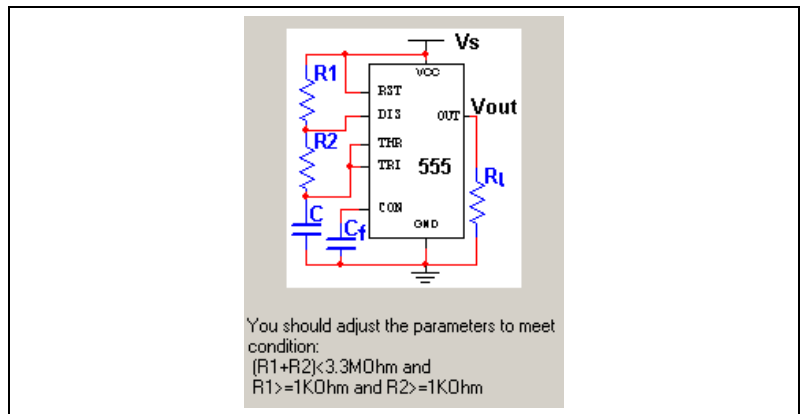 Vs
R1
VCC
RST
DIS
OUT
Vout
R2
THR
TRI
555
Rl
CON
C
Cf
GND
You should adjust the parameters to meet
condition:
(R1+R2)<3.3MOhm and
R1>=1KOhm and R2>=1KOhm